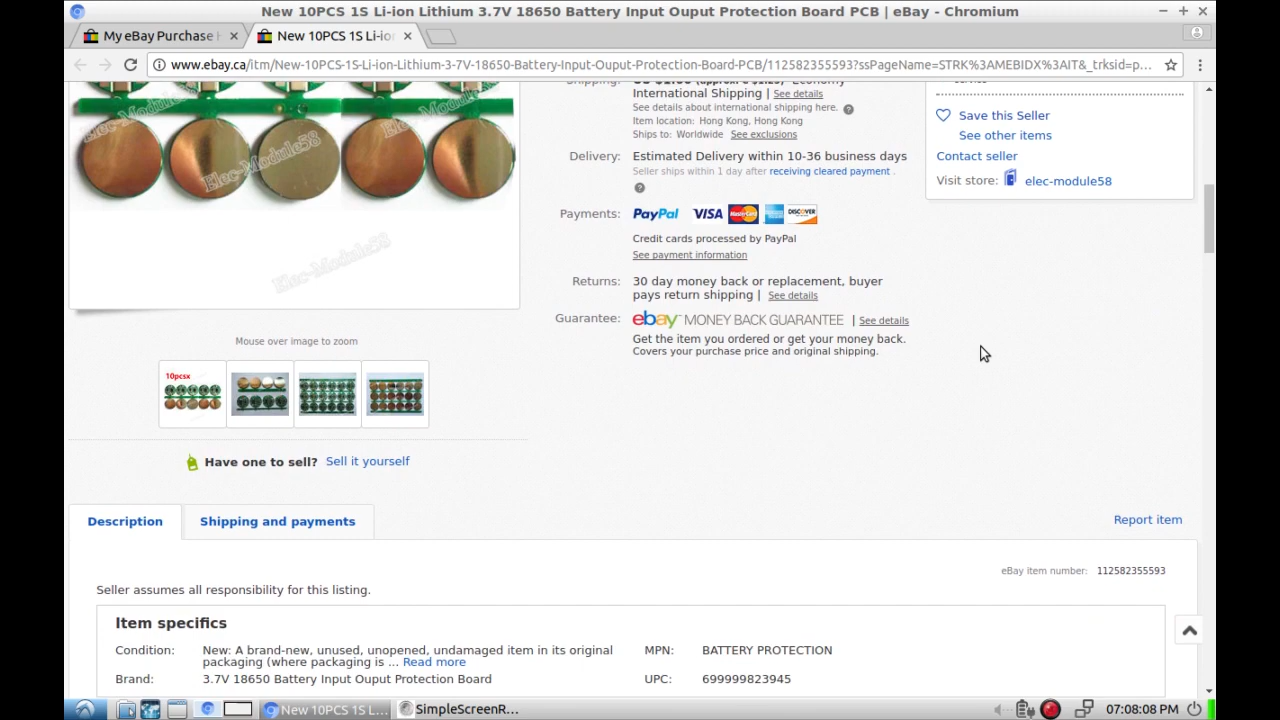 New 10PCS 1S Li-ion Lithium 3.7V 18650 Battery Input Ouput Protection Board PCB | eBay - Chromium
My eBay Purchase
New 10PCS 1S Li-io
www.ebay.ca/itm/New-10PCS-1S-Li-ion-Lithium-3-7V-18650-Battery-Input-Ouput-Protection-Board-PCB/112582355593?ssPageName=STRK%3AMEBIDX%3AIT&_trksid=p...
Elec-Module58
Elec-Module58
Elec-Module58
International Shipping | See details
See details about international shipping here. ?
Item location: Hong Kong, Hong Kong
Ships to: Worldwide See exclusions
Delivery: Estimated Delivery within 10-36 business days
Seller ships within 1 day after receiving cleared payment .
?
Payments: PayPal VISA MasterCard DISCOVER
Credit cards processed by PayPal
See payment information
Returns: 30 day money back or replacement, buyer
pays return shipping | See details
Guarantee: ebay MONEY BACK GUARANTEE | See details
Get the item you ordered or get your money back.
Covers your purchase price and original shipping.
Save this Seller
See other items
Contact seller
Visit store: elec-module58
Mouse over image to zoom
10pcsx
Have one to sell? Sell it yourself
Description
Shipping and payments
Report item
eBay item number: 112582355593
Seller assumes all responsibility for this listing.
Item specifics
Condition: New: A brand-new, unused, unopened, undamaged item in its original
packaging (where packaging is ... Read more
MPN: BATTERY PROTECTION
Brand: 3.7V 18650 Battery Input Ouput Protection Board
UPC: 699999823945
New 10PCS 1S L...
SimpleScreenR...
07:08:08 PM